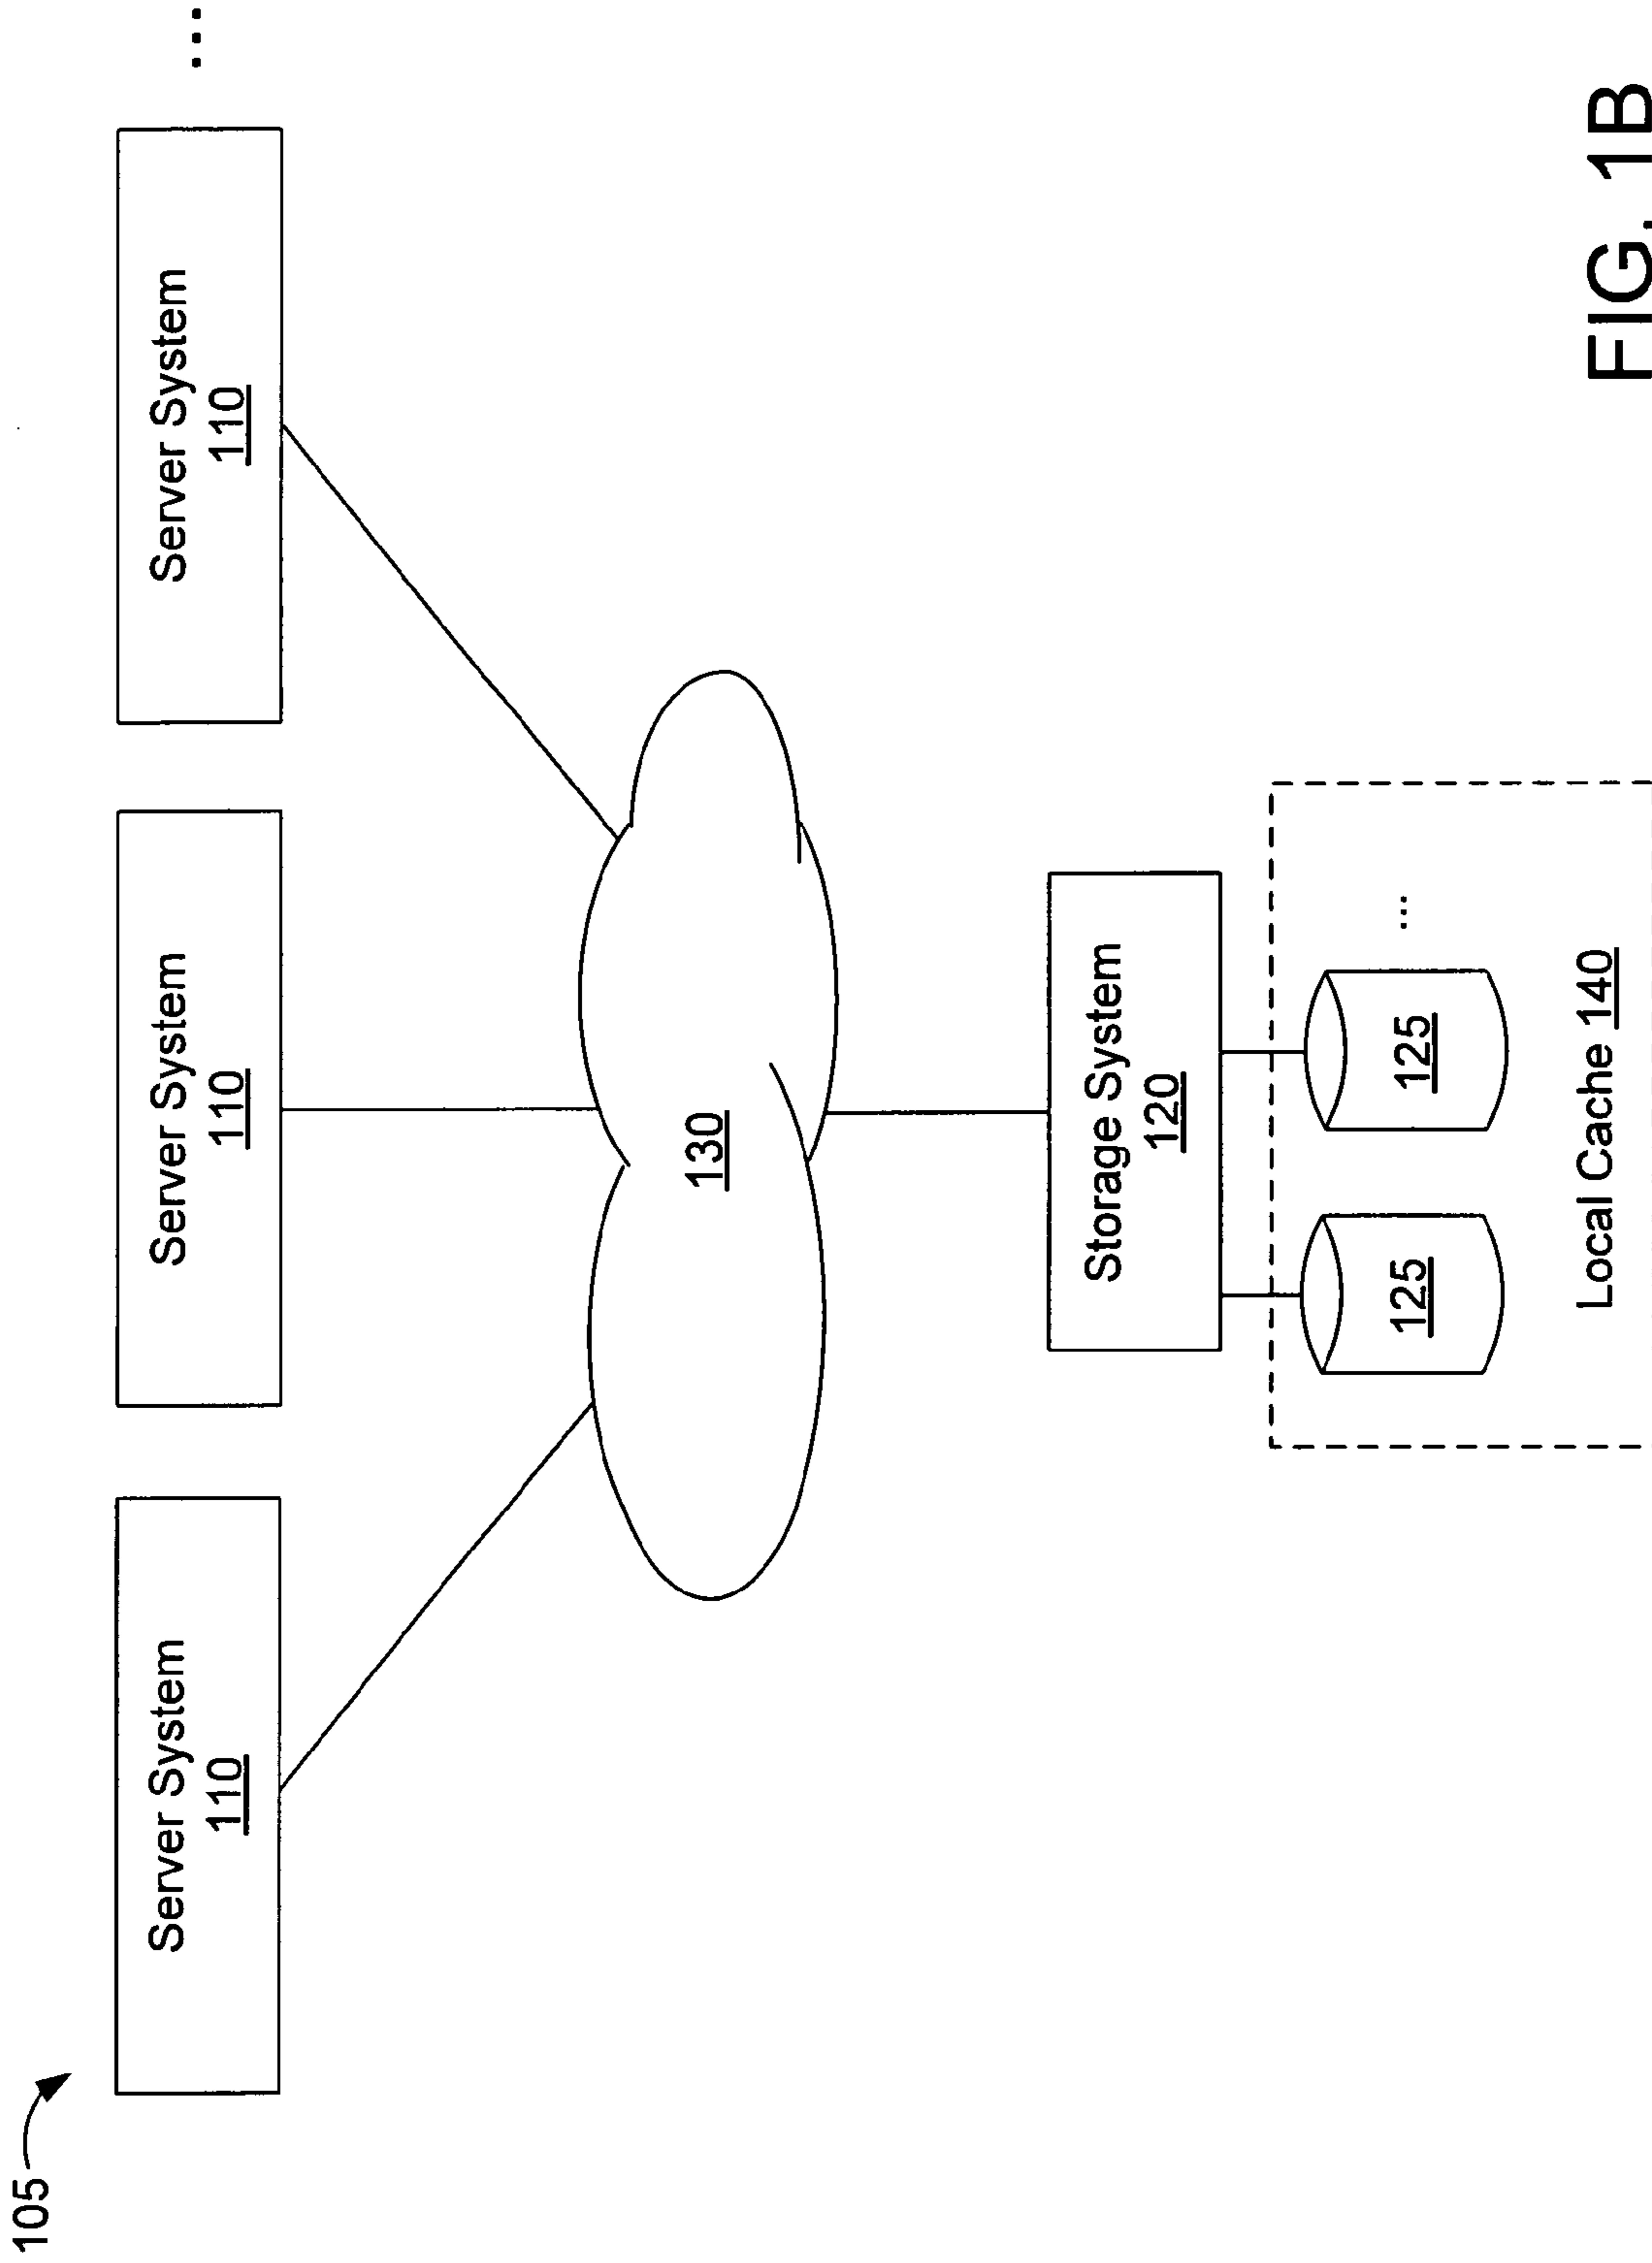 105
Server System
110
Server System
110
Server System
110
...
130
Storage System
120
125
125
...
Local Cache 140
FIG. 1B